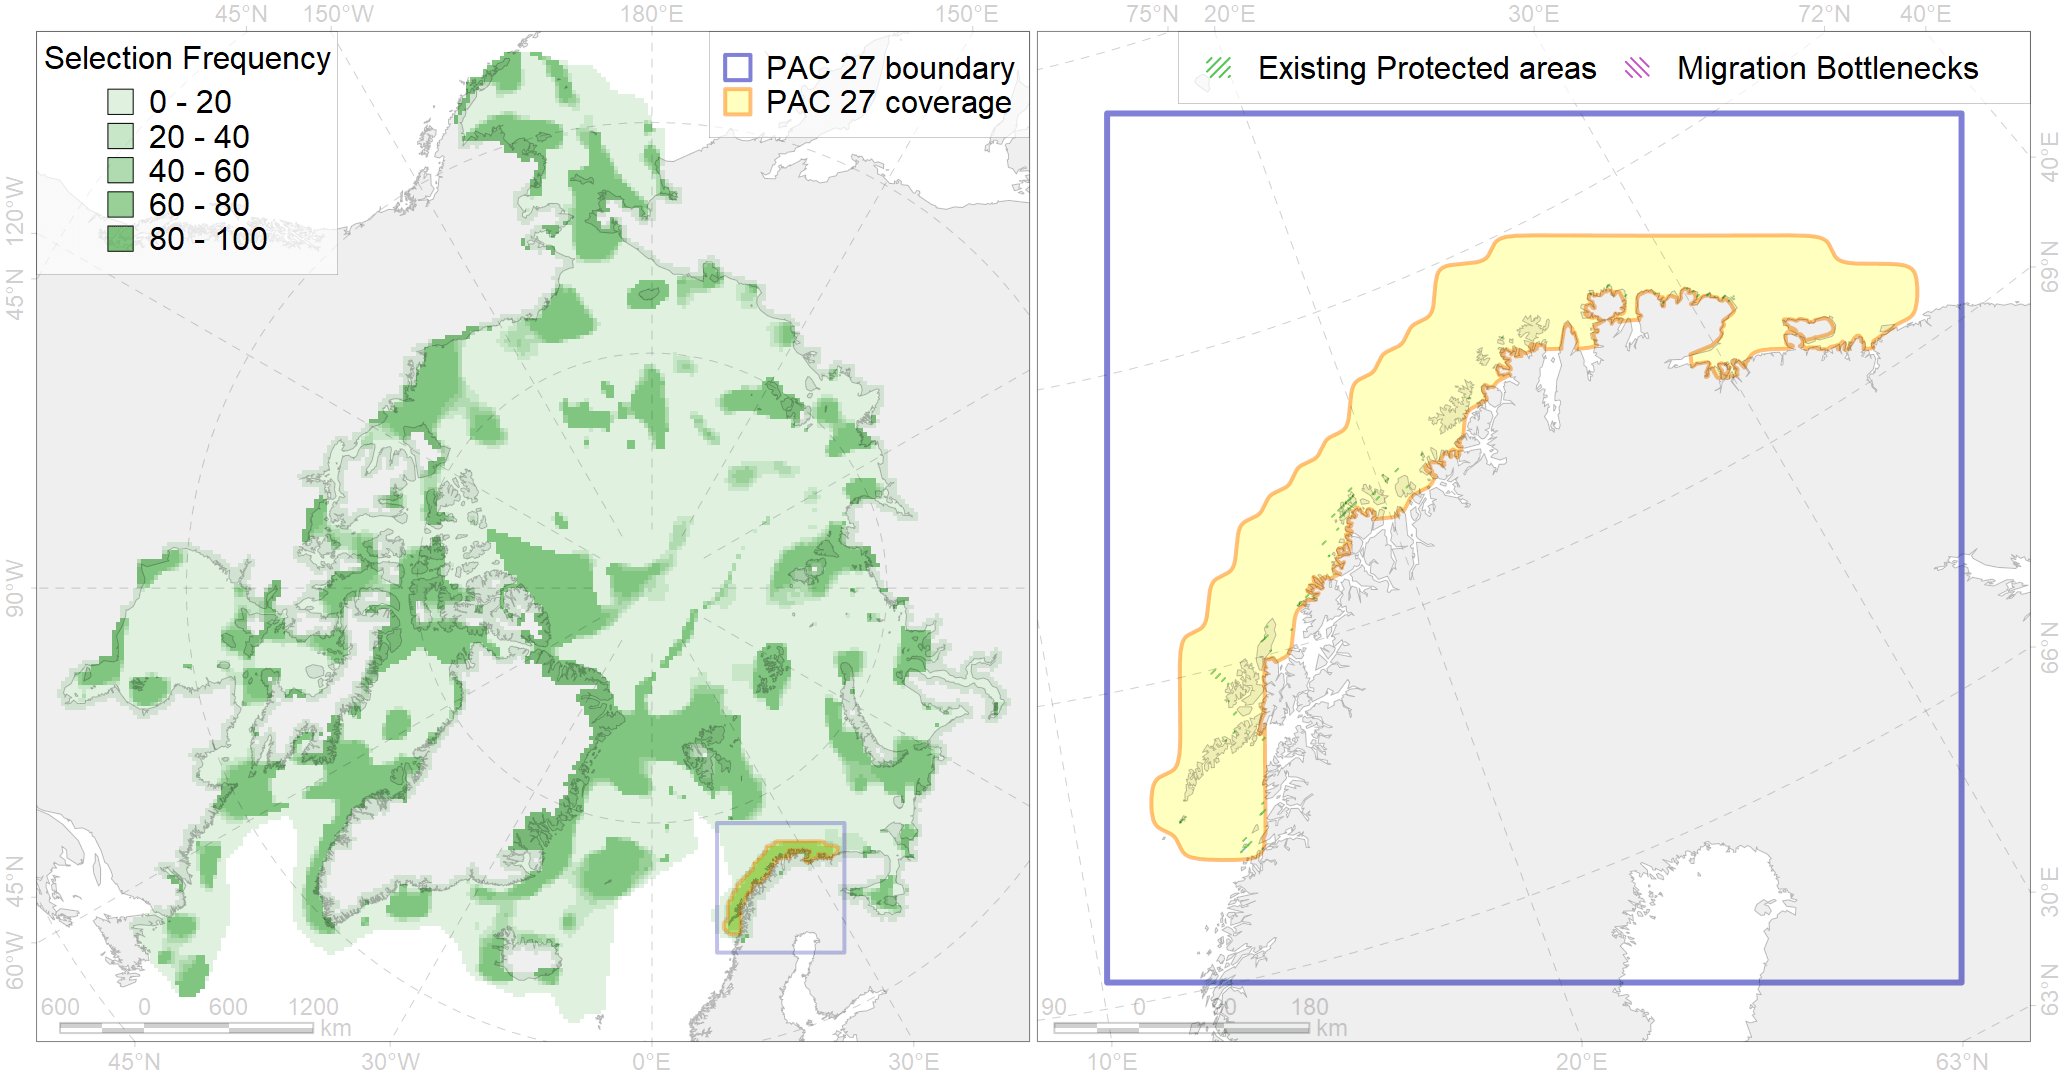 45°N 150°W 180°E 150°E 75°N 20°E 30°E 72°N 40°E
Selection Frequency
0 - 20
20 - 40
40 - 60
60 - 80
80 - 100
PAC 27 boundary
PAC 27 coverage
Existing Protected areas
Migration Bottlenecks
120°W
45°N
90°W
45°N
60°W
40°E
69°N
66°N
30°E
63°N
600 0 600 1200 km
90 0 90 180 km
45°N 30°W 0°E 30°E 10°E 20°E 63°N